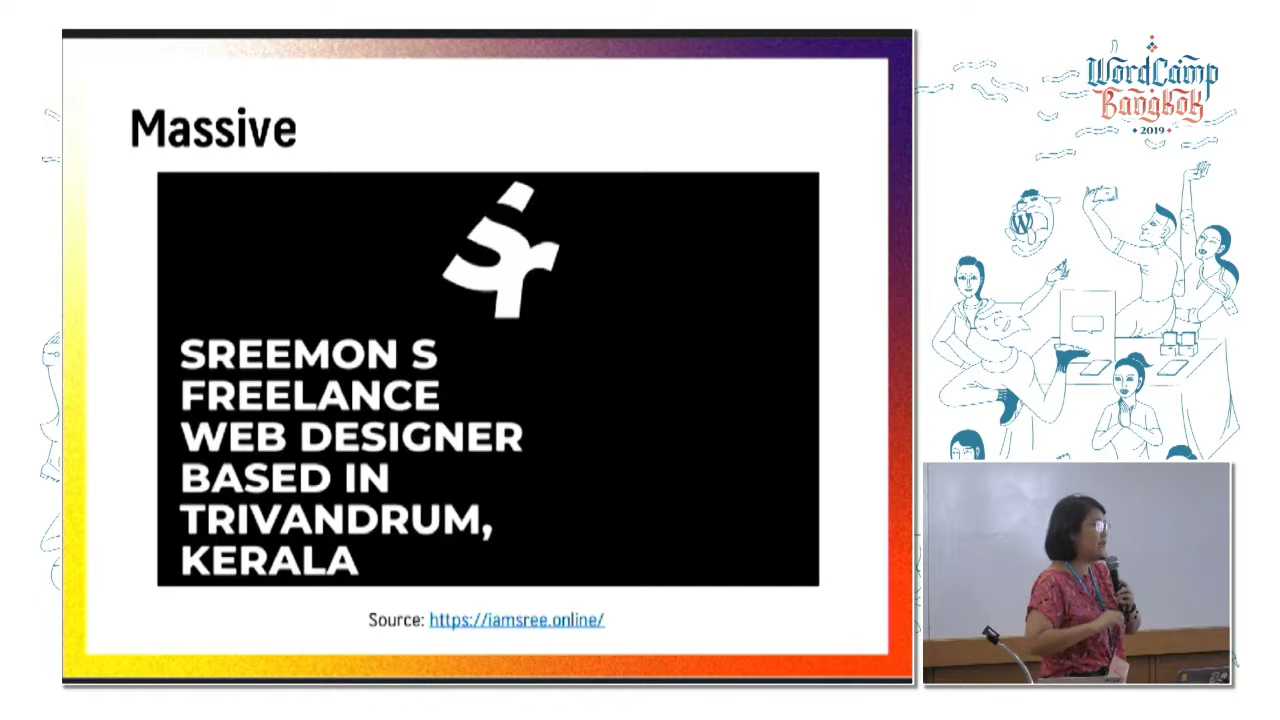 Massive
SREEMON S
FREELANCE
WEB DESIGNER
BASED IN
TRIVANDRUM,
KERALA
Source: https://iamsree.online/
WordCamp
Bangkok
2019